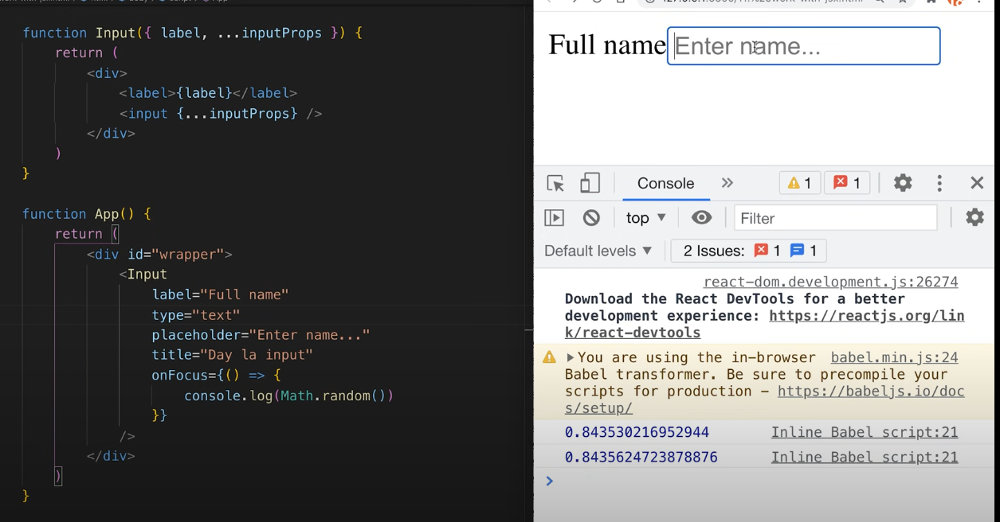 function Input({ label, ...inputProps }) {
return (
<div>
<label>{label}</label>
<input {...inputProps} />
</div>
)
}
function App() {
return (
<div id="wrapper">
<Input
label="Full name"
type="text"
placeholder="Enter name..."
title="Day la input"
onFocus={() => {
console.log(Math.random())
}}
/>
</div>
)
}
Full name Enter name...
Console » 1 1
top ▼ Filter
Default levels ▼ 2 Issues: 1 1
react-dom.development.js:26274
Download the React DevTools for a better
development experience: https://reactjs.org/lin
k/react-devtools
▶You are using the in-browser babel.min.js:24
Babel transformer. Be sure to precompile your
scripts for production – https://babeljs.io/doc
s/setup/
0.843530216952944 Inline Babel script:21
0.8435624723878876 Inline Babel script:21